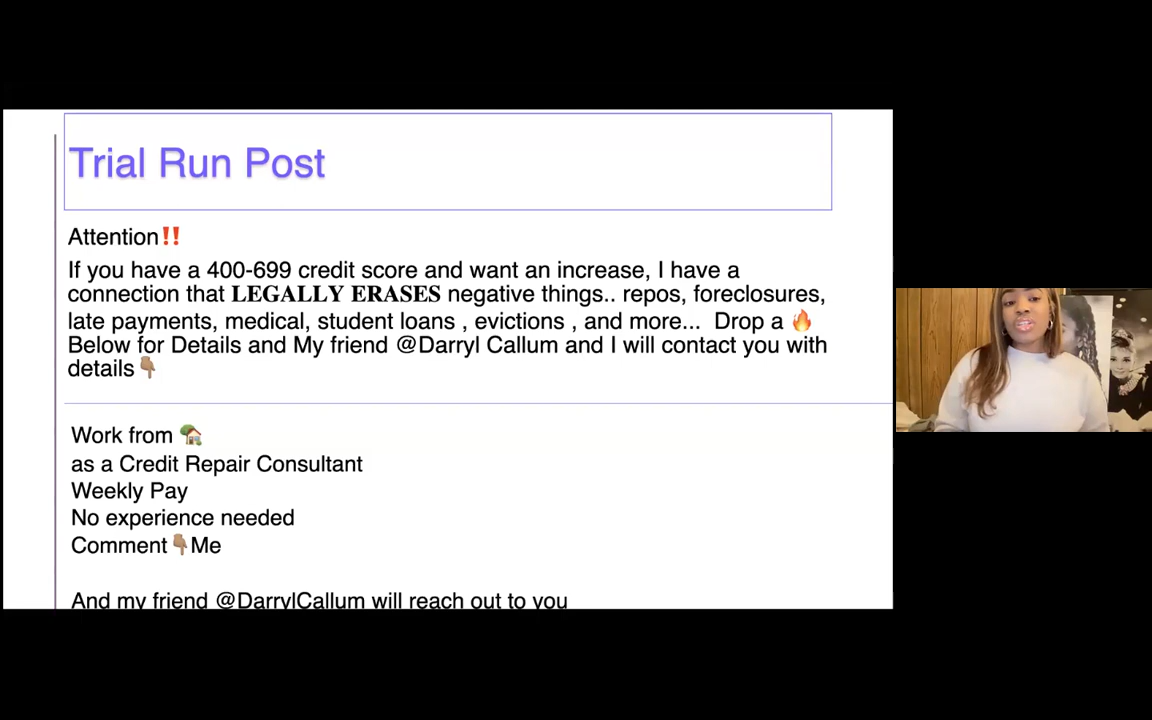 Trial Run Post
Attention‼️
If you have a 400-699 credit score and want an increase, I have a
connection that LEGALLY ERASES negative things.. repos, foreclosures,
late payments, medical, student loans , evictions , and more... Drop a 🔥
Below for Details and My friend @Darryl Callum and I will contact you with
details👇🏽
Work from 🏡
as a Credit Repair Consultant
Weekly Pay
No experience needed
Comment👇🏽Me
And my friend @DarrylCallum will reach out to you